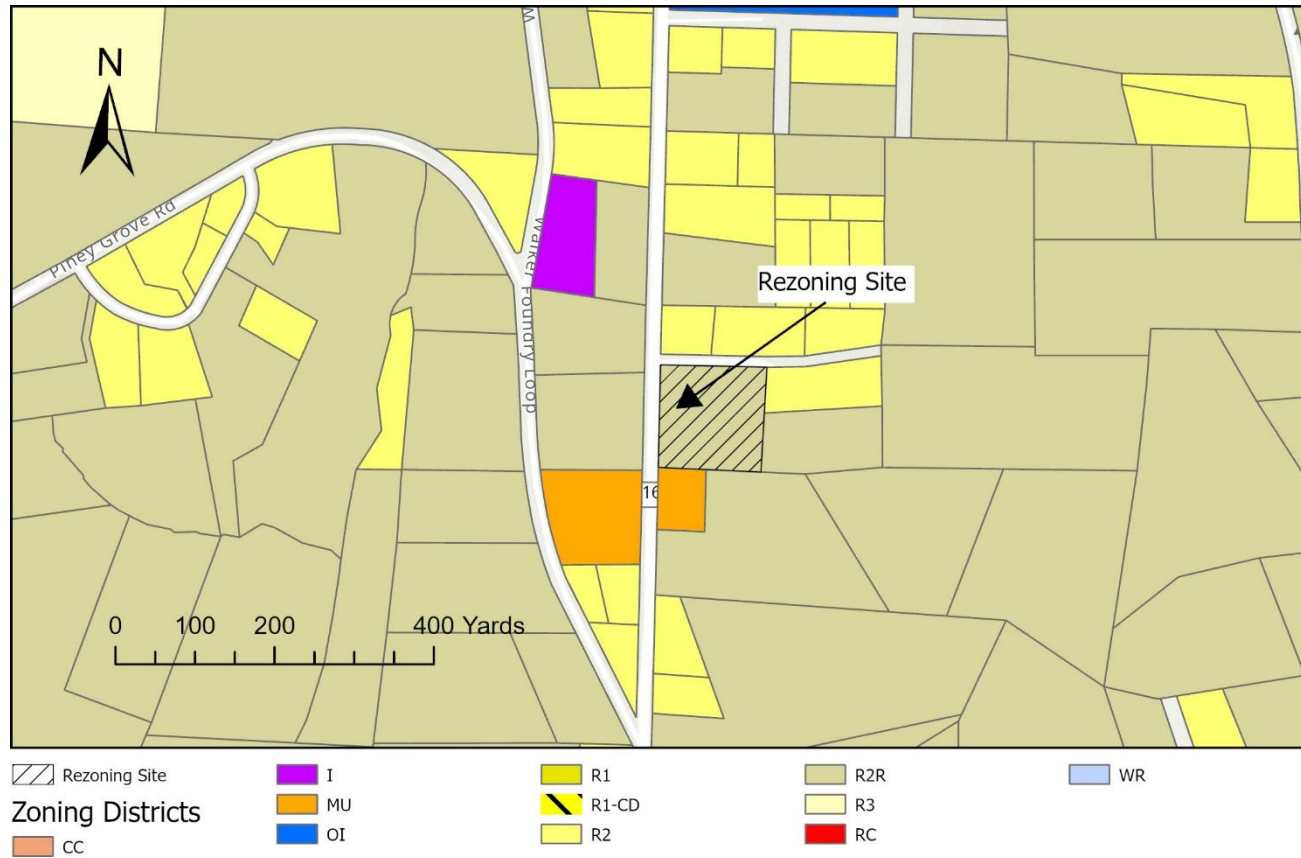 N
W
Piney Grove Rd
Walker Foundry Loop
Rezoning Site
16
0 100 200 400 Yards
Rezoning Site
Zoning Districts
CC
I
MU
OI
R1
R1-CD
R2
R2R
R3
RC
WR